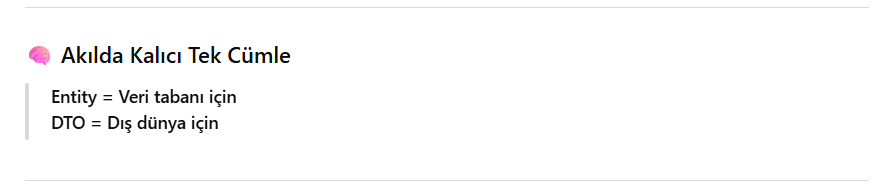 🧠 Akılda Kalıcı Tek Cümle
Entity = Veri tabanı için
DTO = Dış dünya için